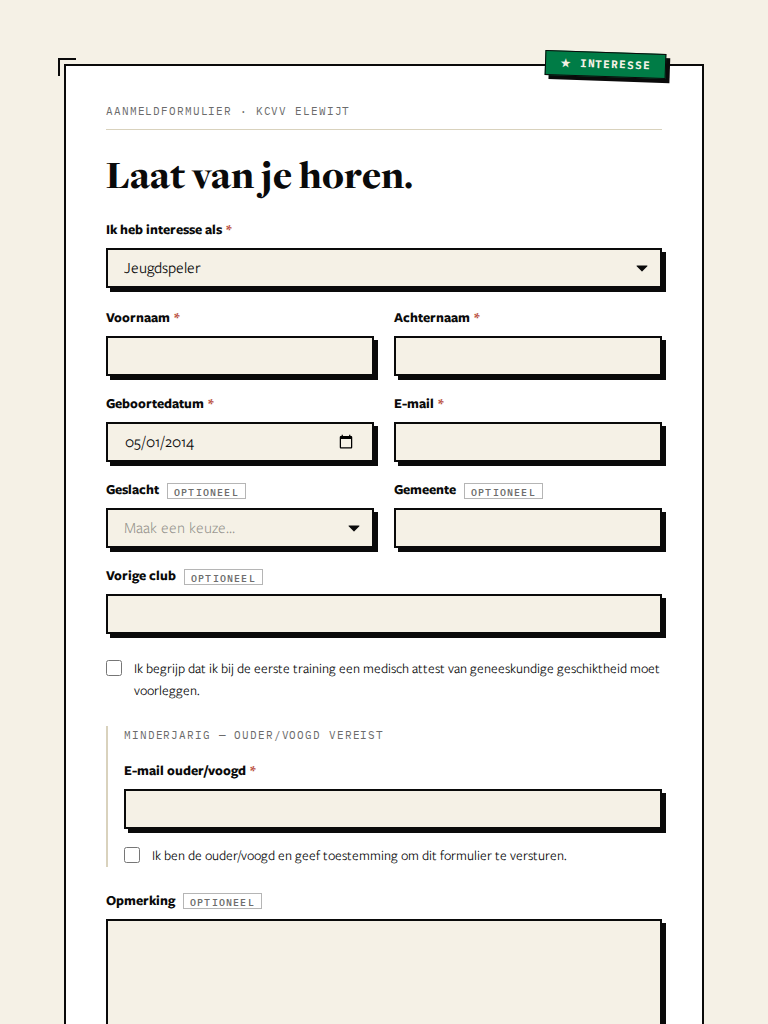 ★ INTERESSE
AANMELDFORMULIER · KCVV ELEWIJT
Laat van je horen.
Ik heb interesse als *
Jeugdspeler
Voornaam *
Achternaam *
Geboortedatum *
E-mail *
05/01/2014
Geslacht OPTIONEEL
Gemeente OPTIONEEL
Maak een keuze...
Vorige club OPTIONEEL
Ik begrijp dat ik bij de eerste training een medisch attest van geneeskundige geschiktheid moet
voorleggen.
MINDERJARIG — OUDER/VOOGD VEREIST
E-mail ouder/voogd *
Ik ben de ouder/voogd en geef toestemming om dit formulier te versturen.
Opmerking OPTIONEEL